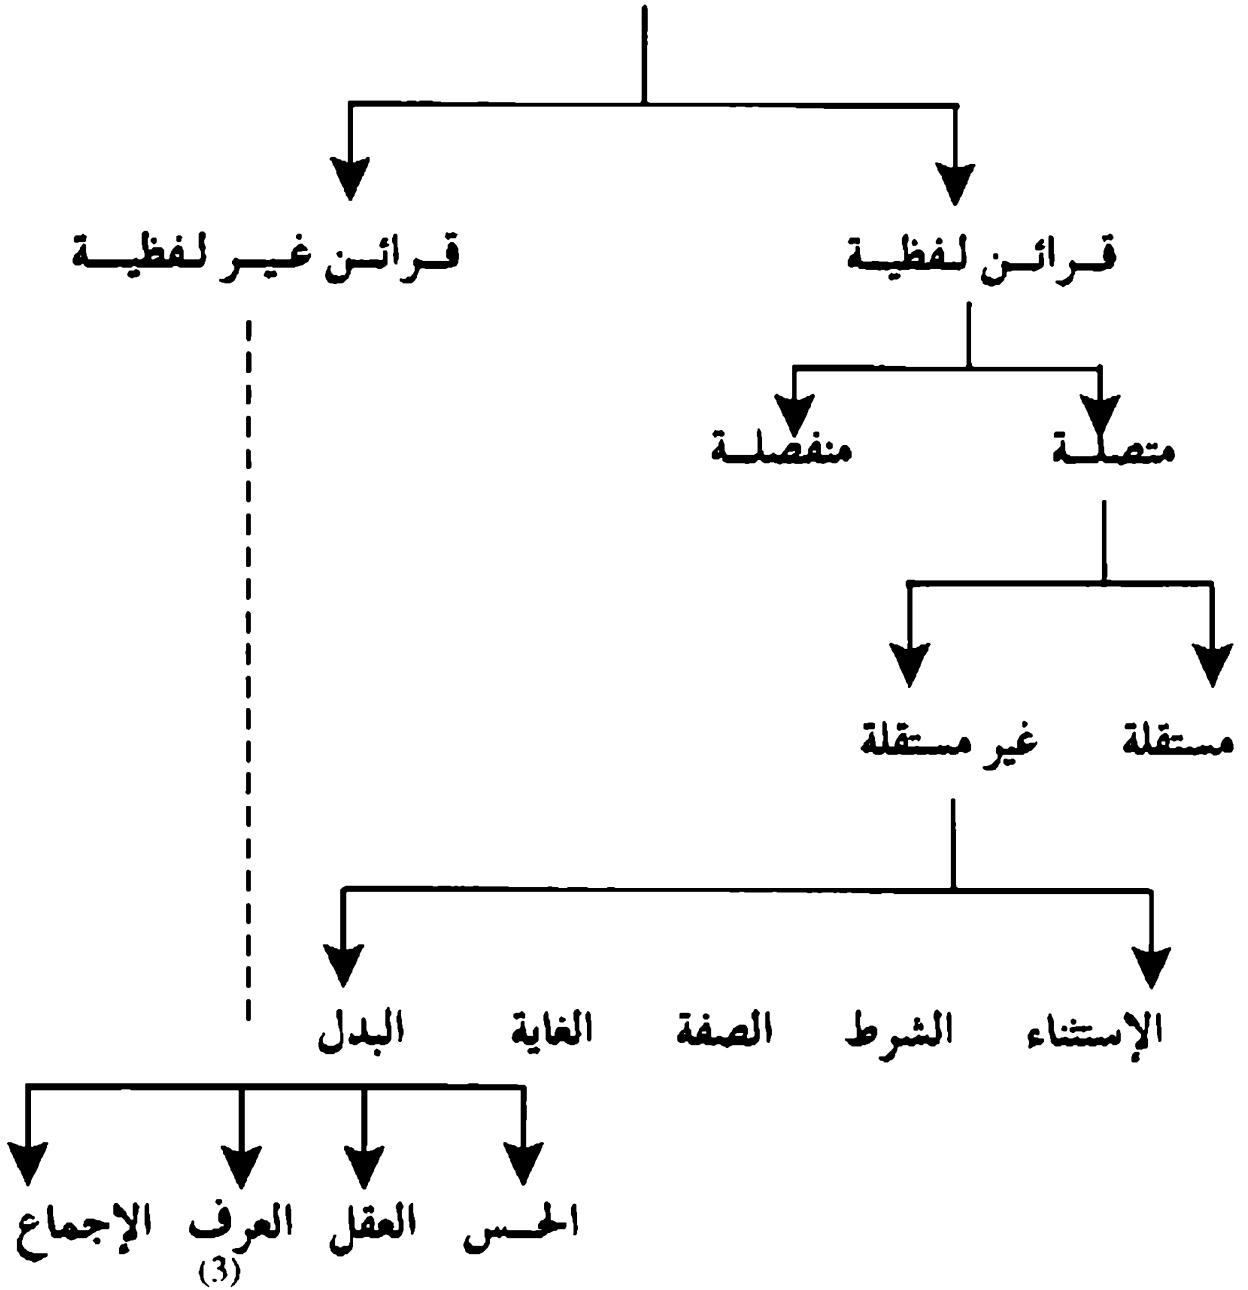 قرائن لفظية قرائن غير لفظية
متصلة منفصلة
مستقلة غير مستقلة
الإستثناء الشرط الصفة الغاية البدل
الحس العقل العرف الإجماع
(3)